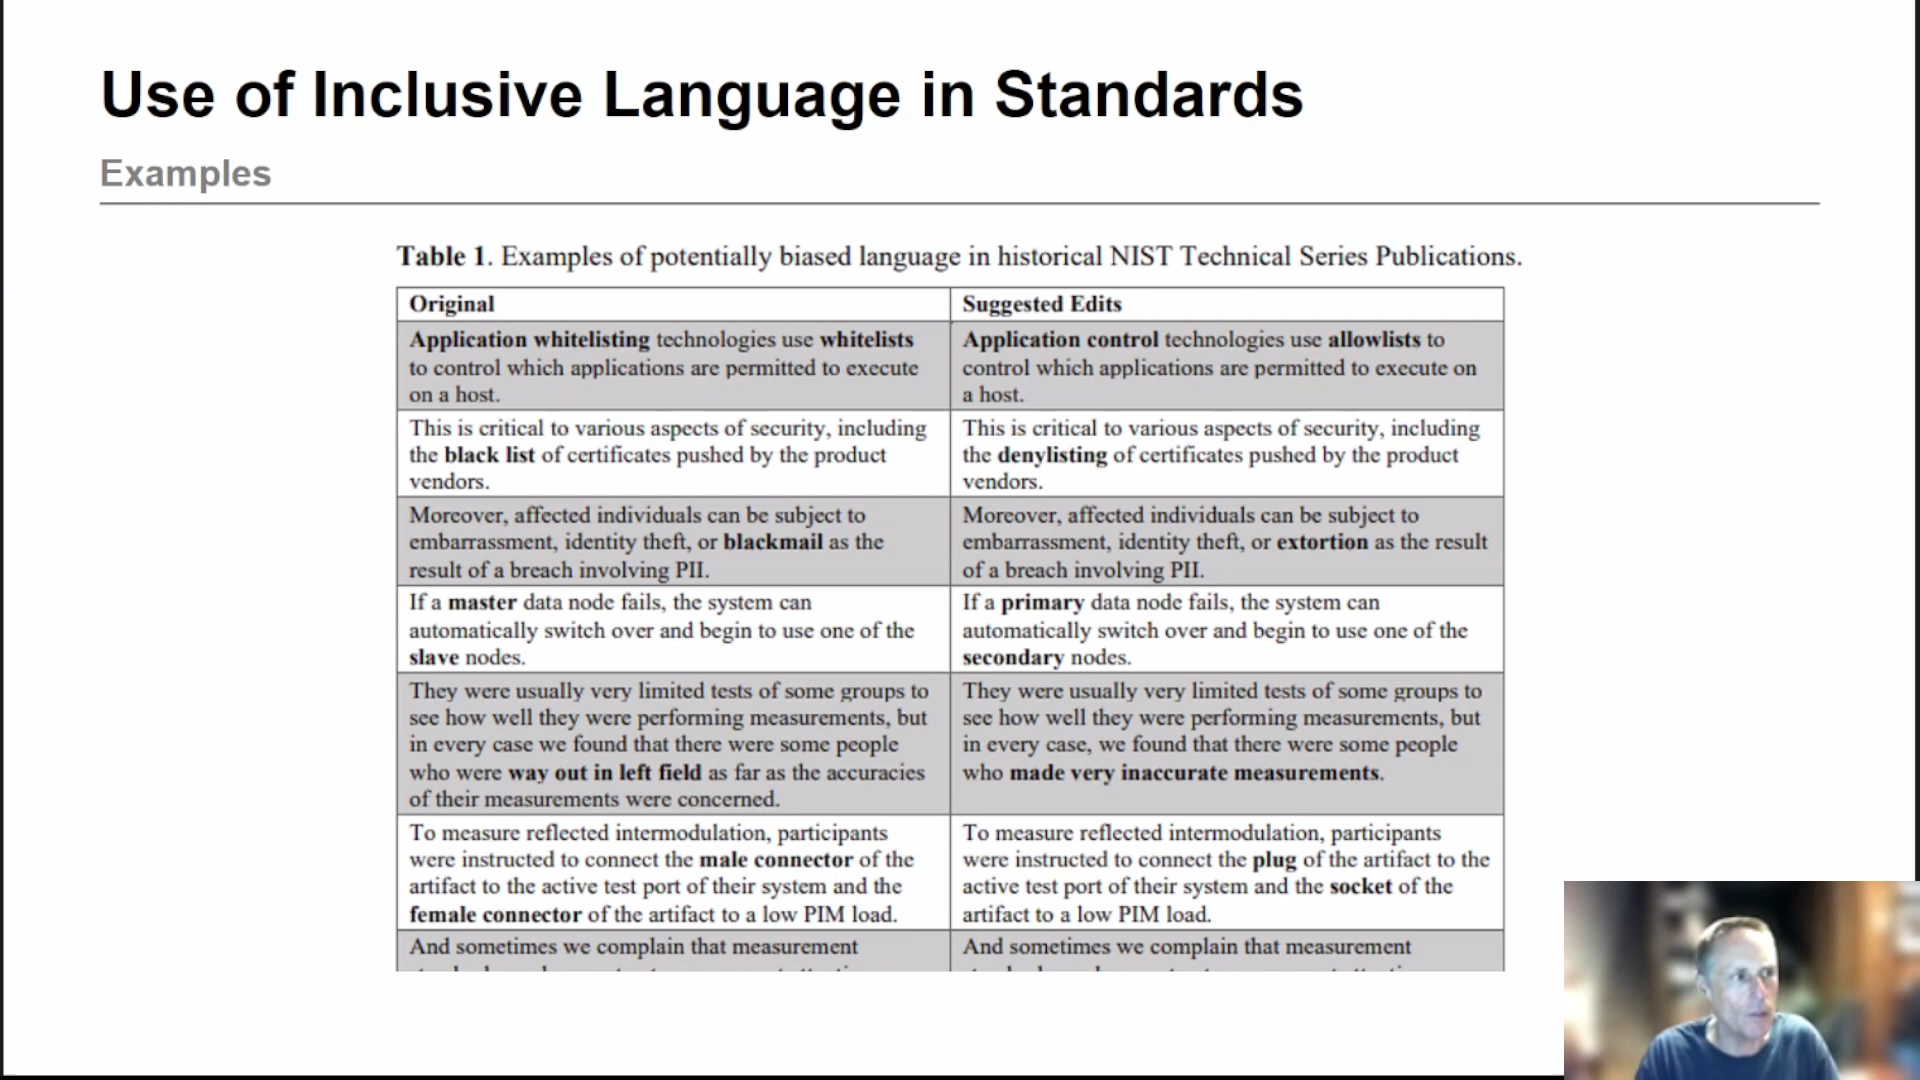 Use of Inclusive Language in Standards
Examples
Table 1. Examples of potentially biased language in historical NIST Technical Series Publications.
Original
Suggested Edits
Application whitelisting technologies use whitelists
to control which applications are permitted to execute
on a host.
Application control technologies use allowlists to
control which applications are permitted to execute on
a host.
This is critical to various aspects of security, including
the black list of certificates pushed by the product
vendors.
This is critical to various aspects of security, including
the denylisting of certificates pushed by the product
vendors.
Moreover, affected individuals can be subject to
embarrassment, identity theft, or blackmail as the
result of a breach involving PII.
Moreover, affected individuals can be subject to
embarrassment, identity theft, or extortion as the result
of a breach involving PII.
If a master data node fails, the system can
automatically switch over and begin to use one of the
slave nodes.
If a primary data node fails, the system can
automatically switch over and begin to use one of the
secondary nodes.
They were usually very limited tests of some groups to
see how well they were performing measurements, but
in every case we found that there were some people
who were way out in left field as far as the accuracies
of their measurements were concerned.
They were usually very limited tests of some groups to
see how well they were performing measurements, but
in every case, we found that there were some people
who made very inaccurate measurements.
To measure reflected intermodulation, participants
were instructed to connect the male connector of the
artifact to the active test port of their system and the
female connector of the artifact to a low PIM load.
To measure reflected intermodulation, participants
were instructed to connect the plug of the artifact to the
active test port of their system and the socket of the
artifact to a low PIM load.
And sometimes we complain that measurement
And sometimes we complain that measurement